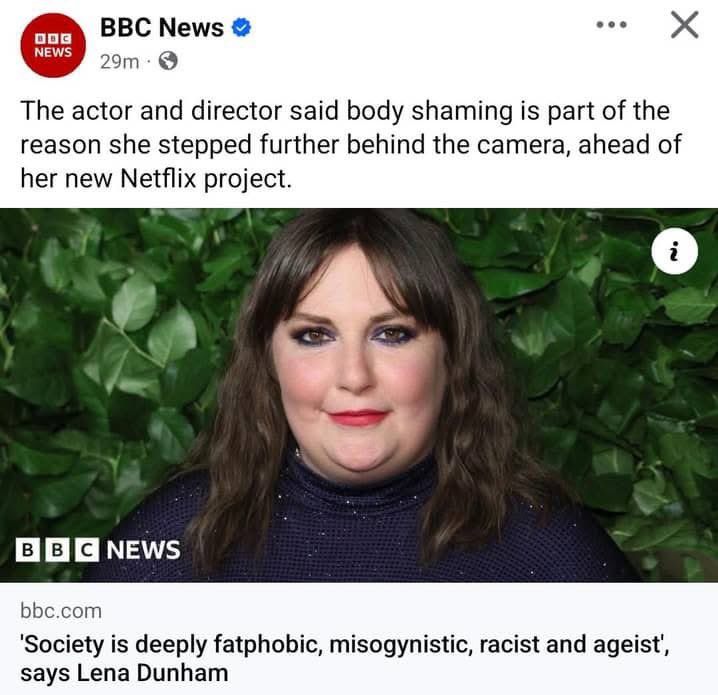 BBC
NEWS
BBC News
29m ·
The actor and director said body shaming is part of the
reason she stepped further behind the camera, ahead of
her new Netflix project.
i
BBC NEWS
bbc.com
'Society is deeply fatphobic, misogynistic, racist and ageist',
says Lena Dunham